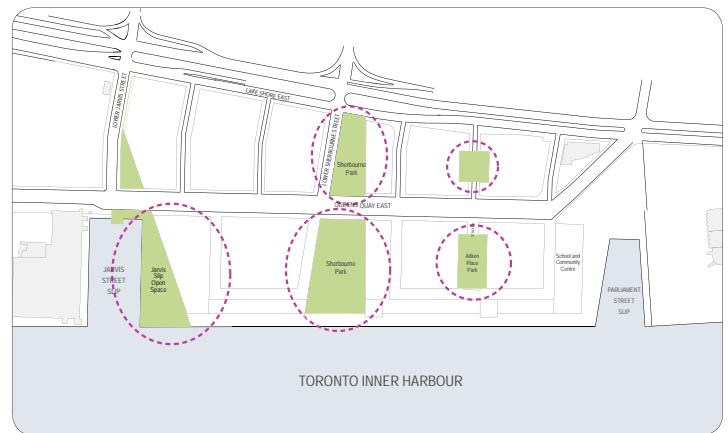 LOWER JARVIS STREET
LAKE SHORE EAST
LOWER SHERBOURNE STREET
Sherbourne
Park
QUEENS QUAY EAST
JARVIS
STREET
SLIP
Jarvis
Slip
Open
Space
Sherbourne
Park
Aitken
Place
Park
School and
Community
Centre
PARLIAMENT
STREET
SLIP
TORONTO INNER HARBOUR